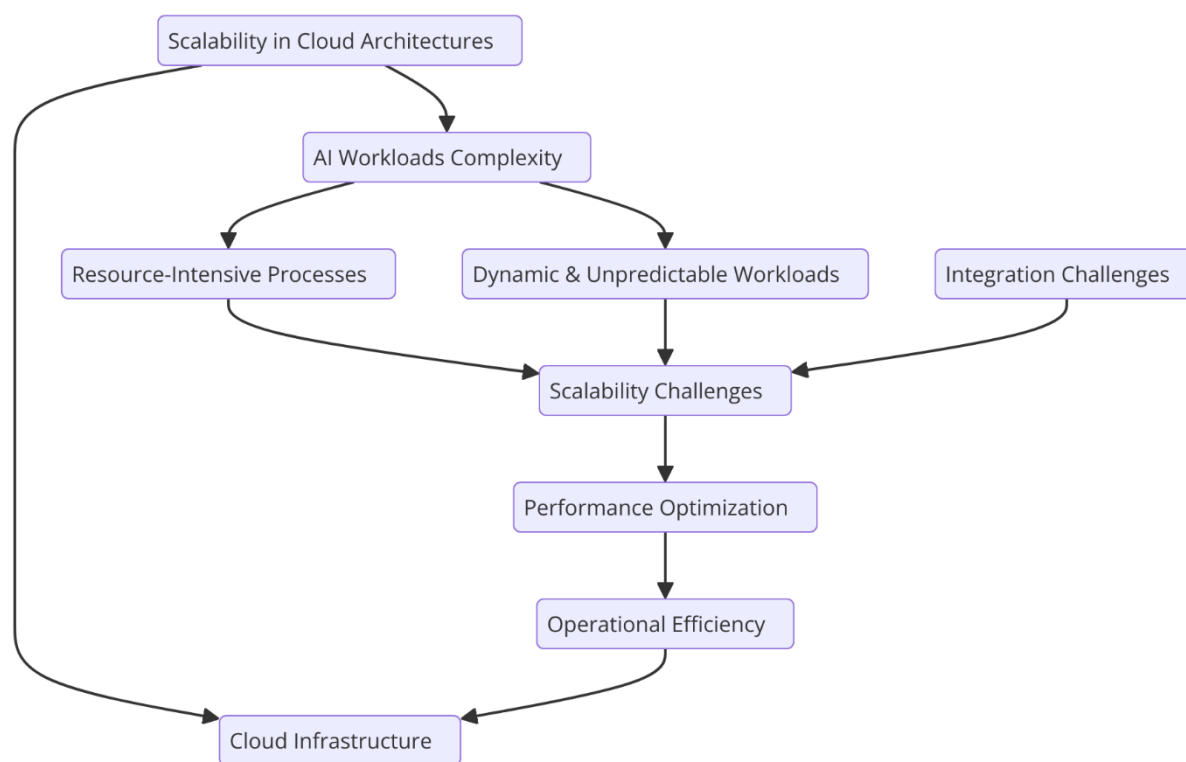 Scalability in Cloud Architectures
AI Workloads Complexity
Resource-Intensive Processes
Dynamic & Unpredictable Workloads
Integration Challenges
Scalability Challenges
Performance Optimization
Operational Efficiency
Cloud Infrastructure